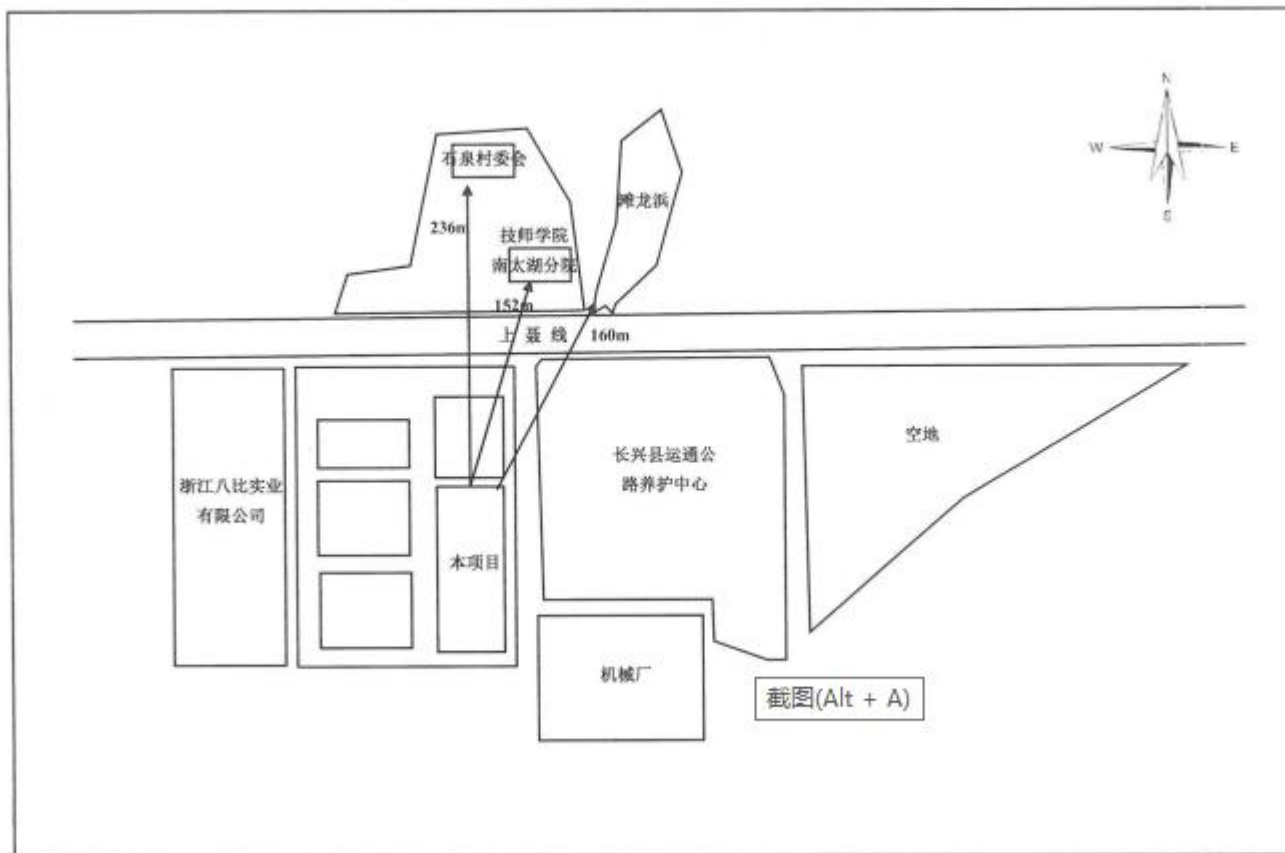 N
W E
S
石泉村委会
滩龙浜
236m
技师学院
南太湖分院
152m
上 聂 线 160m
空地
长兴县运通公
路养护中心
浙江八比实业
有限公司
本项目
机械厂
截图(Alt + A)